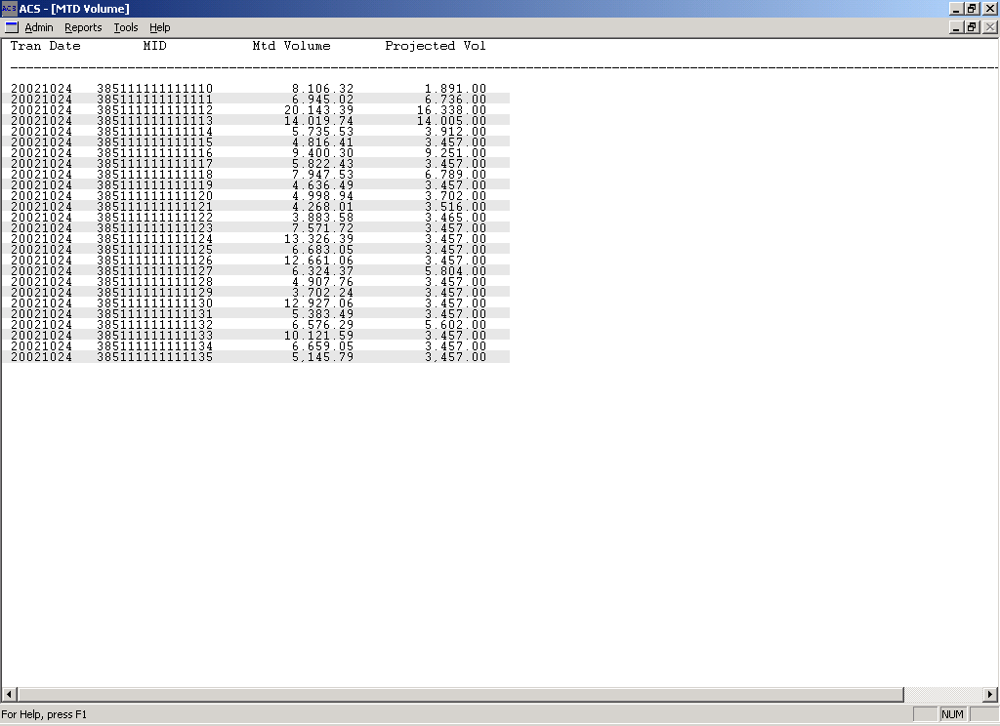 ACS ACS - [MTD Volume]
Admin Reports Tools Help
Tran Date MID Mtd Volume Projected Vol
20021024 385111111111110 8,106.32 1,891.00
20021024 385111111111111 6,945.02 6,736.00
20021024 385111111111112 20,143.39 16,338.00
20021024 385111111111113 14,019.74 14,005.00
20021024 385111111111114 5,735.53 3,912.00
20021024 385111111111115 4,816.41 3,457.00
20021024 385111111111116 9,400.30 9,251.00
20021024 385111111111117 5,822.43 3,457.00
20021024 385111111111118 7,947.53 6,789.00
20021024 385111111111119 4,636.49 3,457.00
20021024 385111111111120 4,998.94 3,702.00
20021024 385111111111121 4,268.01 3,516.00
20021024 385111111111122 3,883.58 3,465.00
20021024 385111111111123 7,571.72 3,457.00
20021024 385111111111124 13,326.39 3,457.00
20021024 385111111111125 6,683.05 3,457.00
20021024 385111111111126 12,661.06 3,457.00
20021024 385111111111127 6,324.37 5,804.00
20021024 385111111111128 4,907.76 3,457.00
20021024 385111111111129 3,702.24 3,457.00
20021024 385111111111130 12,927.06 3,457.00
20021024 385111111111131 5,383.49 3,457.00
20021024 385111111111132 6,576.29 5,602.00
20021024 385111111111133 10,121.59 3,457.00
20021024 385111111111134 6,659.05 3,457.00
20021024 385111111111135 5,145.79 3,457.00
For Help, press F1 NUM